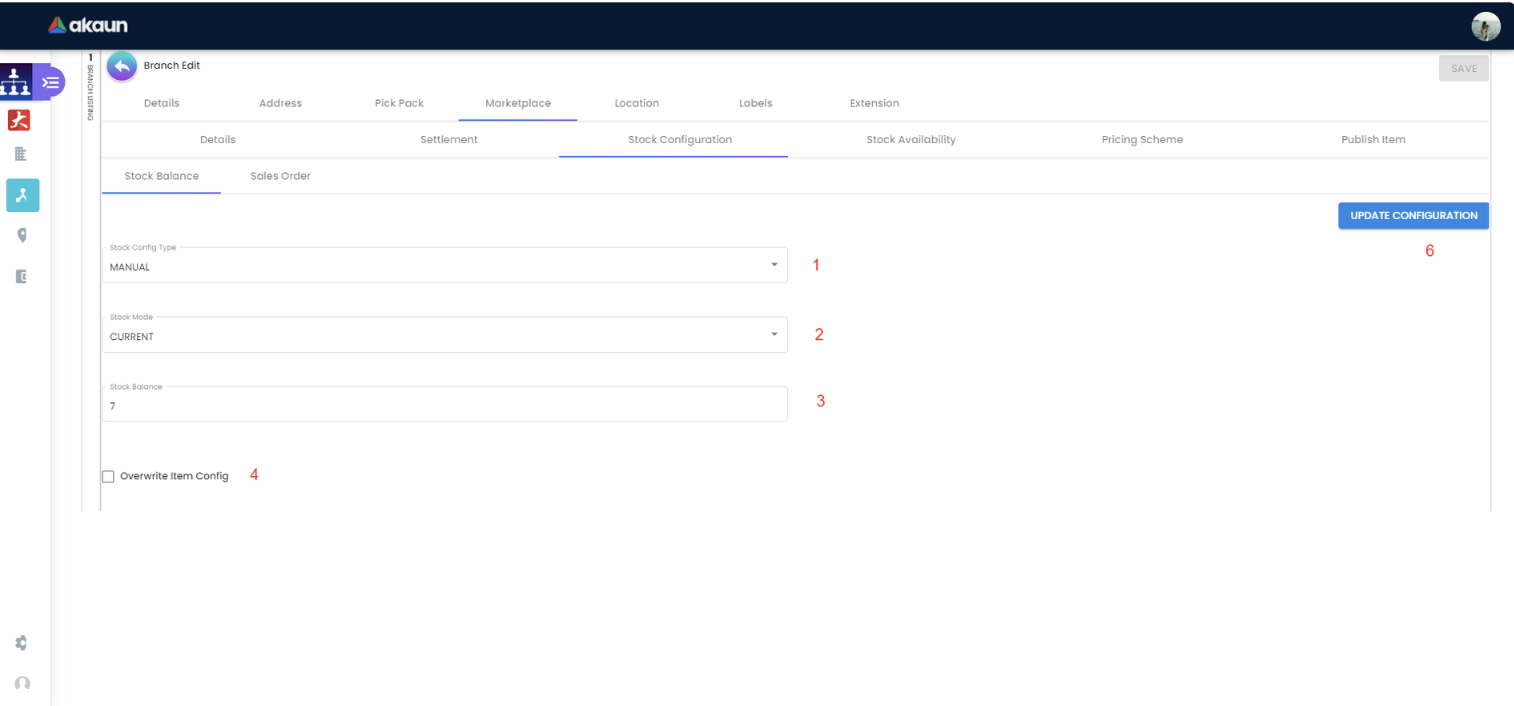 akaun
1
BRANCH LISTING
Branch Edit
SAVE
Details Address Pick Pack Marketplace Location Labels Extension
Details Settlement Stock Configuration Stock Availability Pricing Scheme Publish Item
Stock Balance Sales Order
UPDATE CONFIGURATION
6
Stock Config Type
MANUAL
1
Stock Mode
CURRENT
2
Stock Balance
7
3
Overwrite Item Config 4